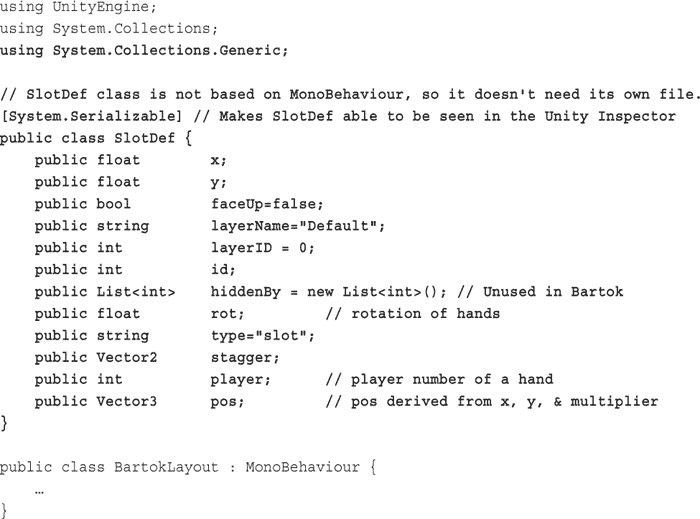 using UnityEngine;
using System.Collections;
using System.Collections.Generic;

// SlotDef class is not based on MonoBehaviour, so it doesn't need its own file.
[System.Serializable] // Makes SlotDef able to be seen in the Unity Inspector
public class SlotDef {
    public float        x;
    public float        y;
    public bool         faceUp=false;
    public string       layerName="Default";
    public int          layerID = 0;
    public int          id;
    public List<int>    hiddenBy = new List<int>(); // Unused in Bartok
    public float        rot;         // rotation of hands
    public string       type="slot";
    public Vector2      stagger;
    public int          player;      // player number of a hand
    public Vector3      pos;         // pos derived from x, y, & multiplier
}

public class BartokLayout : MonoBehaviour {
    …
}